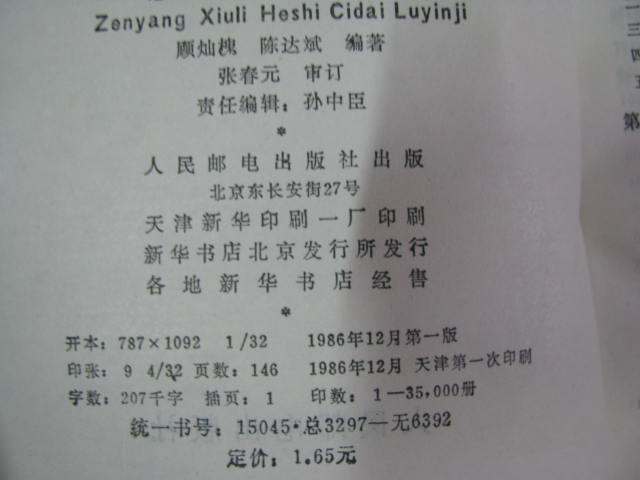 Zenyang Xiuli Heshi Cidai Luyinji
顾灿槐 陈达斌 编著
张春元 审订
责任编辑：孙中臣
*
人民邮电出版社出版
北京东长安街27号
天津新华印刷一厂印刷
新华书店北京发行所发行
各地新华书店经售
*
开本：787×1092 1/32 1986年12月第一版
印张：9 4/32 页数：146 1986年12月 天津第一次印刷
字数：207千字 插页：1 印数：1—35,000册
统一书号：15045·总3297—无6392
定价：1.65元
三
四
第